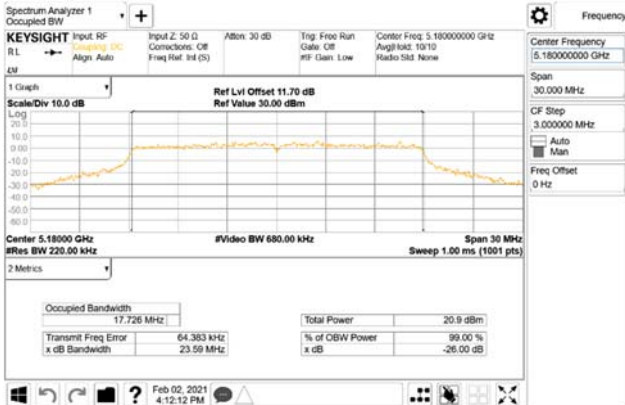 Spectrum Analyzer 1
Occupied BW
KEYSIGHT
RL
Input: RF
Coupling: DC
Align: Auto
Input Z: 50 Ω
Corrections: Off
Freq Ref: Int (S)
Atten: 30 dB
Trig: Free Run
Gate: Off
#IF Gain: Low
Center Freq: 5.180000000 GHz
Avg|Hold: 10/10
Radio Std: None
1 Graph
Scale/Div 10.0 dB
Ref Lvl Offset 11.70 dB
Ref Value 30.00 dBm
Log
20.0
10.0
0.00
-10.0
-20.0
-30.0
-40.0
-50.0
-60.0
Center 5.18000 GHz
#Res BW 220.00 kHz
#Video BW 680.00 kHz
Span 30 MHz
Sweep 1.00 ms (1001 pts)
2 Metrics
Occupied Bandwidth
17.726 MHz
Transmit Freq Error 64.383 kHz
x dB Bandwidth 23.59 MHz
Total Power 20.9 dBm
% of OBW Power 99.00 %
x dB -26.00 dB
Feb 02, 2021
4:12:12 PM
Frequency
Center Frequency
5.180000000 GHz
Span
30.000 MHz
CF Step
3.000000 MHz
Auto
Man
Freq Offset
0 Hz